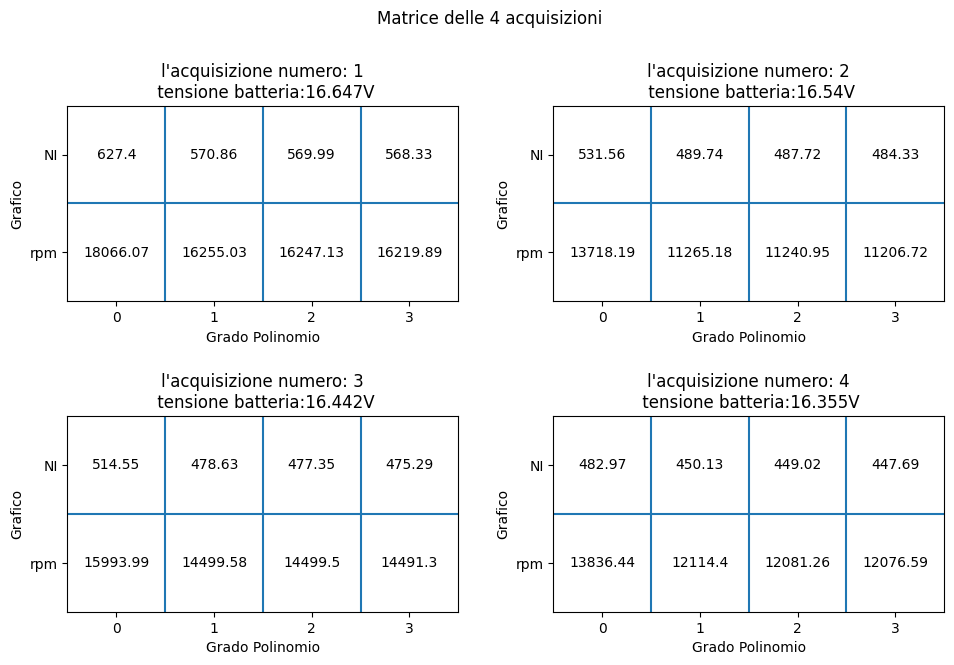 Matrice delle 4 acquisizioni
l'acquisizione numero: 1
tensione batteria:16.647V
Grafico
NI 627.4 570.86 569.99 568.33
rpm 18066.07 16255.03 16247.13 16219.89
0 1 2 3
Grado Polinomio
l'acquisizione numero: 2
tensione batteria:16.54V
Grafico
NI 531.56 489.74 487.72 484.33
rpm 13718.19 11265.18 11240.95 11206.72
0 1 2 3
Grado Polinomio
l'acquisizione numero: 3
tensione batteria:16.442V
Grafico
NI 514.55 478.63 477.35 475.29
rpm 15993.99 14499.58 14499.5 14491.3
0 1 2 3
Grado Polinomio
l'acquisizione numero: 4
tensione batteria:16.355V
Grafico
NI 482.97 450.13 449.02 447.69
rpm 13836.44 12114.4 12081.26 12076.59
0 1 2 3
Grado Polinomio